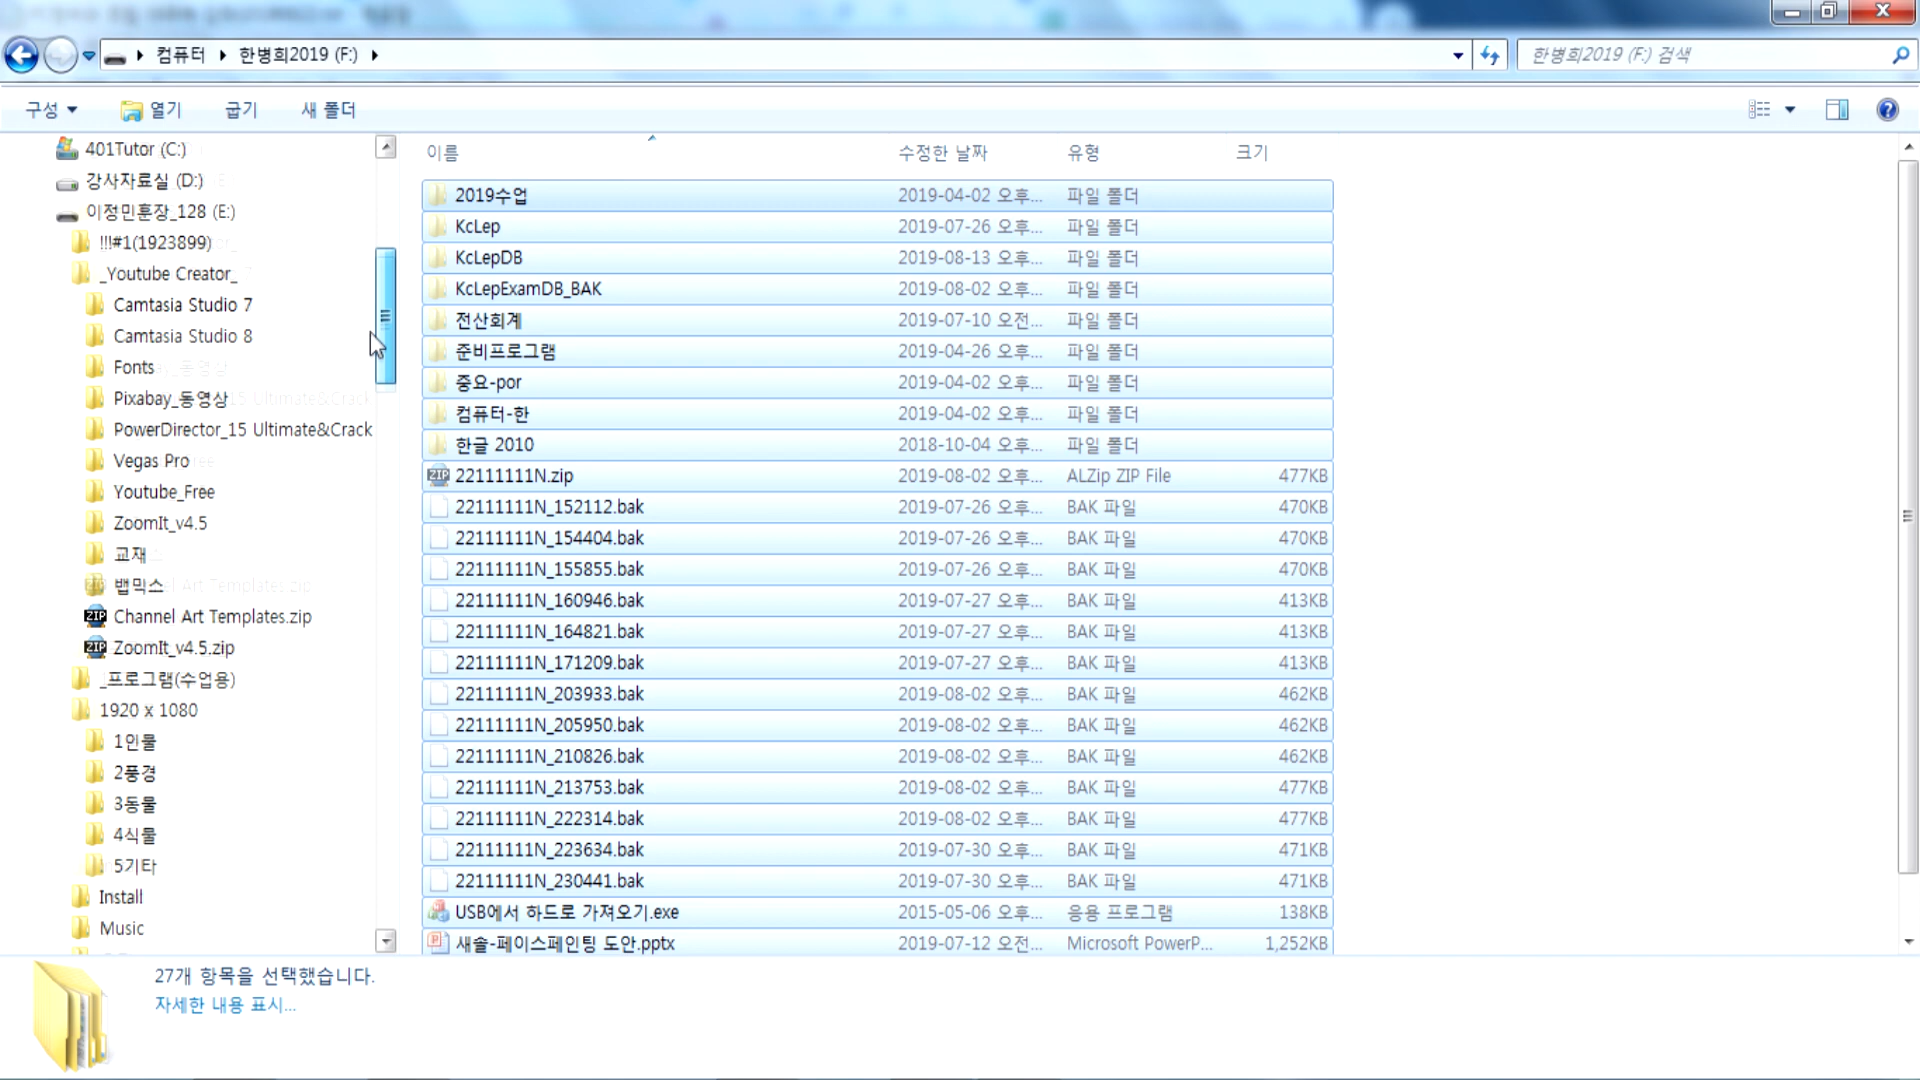 컴퓨터 한병희2019 (F:)
한병희2019 (F:) 검색
구성 열기 굽기 새 폴더
401Tutor (C:)
강사자료실 (D:)
이정민훈장_128 (E:)
!!!#1(1923899)
_Youtube Creator_
Camtasia Studio 7
Camtasia Studio 8
Fonts
Pixabay_동영상
PowerDirector_15 Ultimate&Crack
Vegas Pro
Youtube_Free
ZoomIt_v4.5
교재
뱁믹스
Channel Art Templates.zip
ZoomIt_v4.5.zip
_프로그램(수업용)
1920 x 1080
1인물
2풍경
3동물
4식물
5기타
Install
Music
이름 수정한 날짜 유형 크기
2019수업 2019-04-02 오후... 파일 폴더
KcLep 2019-07-26 오후... 파일 폴더
KcLepDB 2019-08-13 오후... 파일 폴더
KcLepExamDB_BAK 2019-08-02 오후... 파일 폴더
전산회계 2019-07-10 오전... 파일 폴더
준비프로그램 2019-04-26 오후... 파일 폴더
중요-por 2019-04-02 오후... 파일 폴더
컴퓨터-한 2019-04-02 오후... 파일 폴더
한글 2010 2018-10-04 오후... 파일 폴더
22111111N.zip 2019-08-02 오후... ALZip ZIP File 477KB
22111111N_152112.bak 2019-07-26 오후... BAK 파일 470KB
22111111N_154404.bak 2019-07-26 오후... BAK 파일 470KB
22111111N_155855.bak 2019-07-26 오후... BAK 파일 470KB
22111111N_160946.bak 2019-07-27 오후... BAK 파일 413KB
22111111N_164821.bak 2019-07-27 오후... BAK 파일 413KB
22111111N_171209.bak 2019-07-27 오후... BAK 파일 413KB
22111111N_203933.bak 2019-08-02 오후... BAK 파일 462KB
22111111N_205950.bak 2019-08-02 오후... BAK 파일 462KB
22111111N_210826.bak 2019-08-02 오후... BAK 파일 462KB
22111111N_213753.bak 2019-08-02 오후... BAK 파일 477KB
22111111N_222314.bak 2019-08-02 오후... BAK 파일 477KB
22111111N_223634.bak 2019-07-30 오후... BAK 파일 471KB
22111111N_230441.bak 2019-07-30 오후... BAK 파일 471KB
USB에서 하드로 가져오기.exe 2015-05-06 오후... 응용 프로그램 138KB
새솔-페이스페인팅 도안.pptx 2019-07-12 오전... Microsoft PowerP... 1,252KB
27개 항목을 선택했습니다.
자세한 내용 표시...